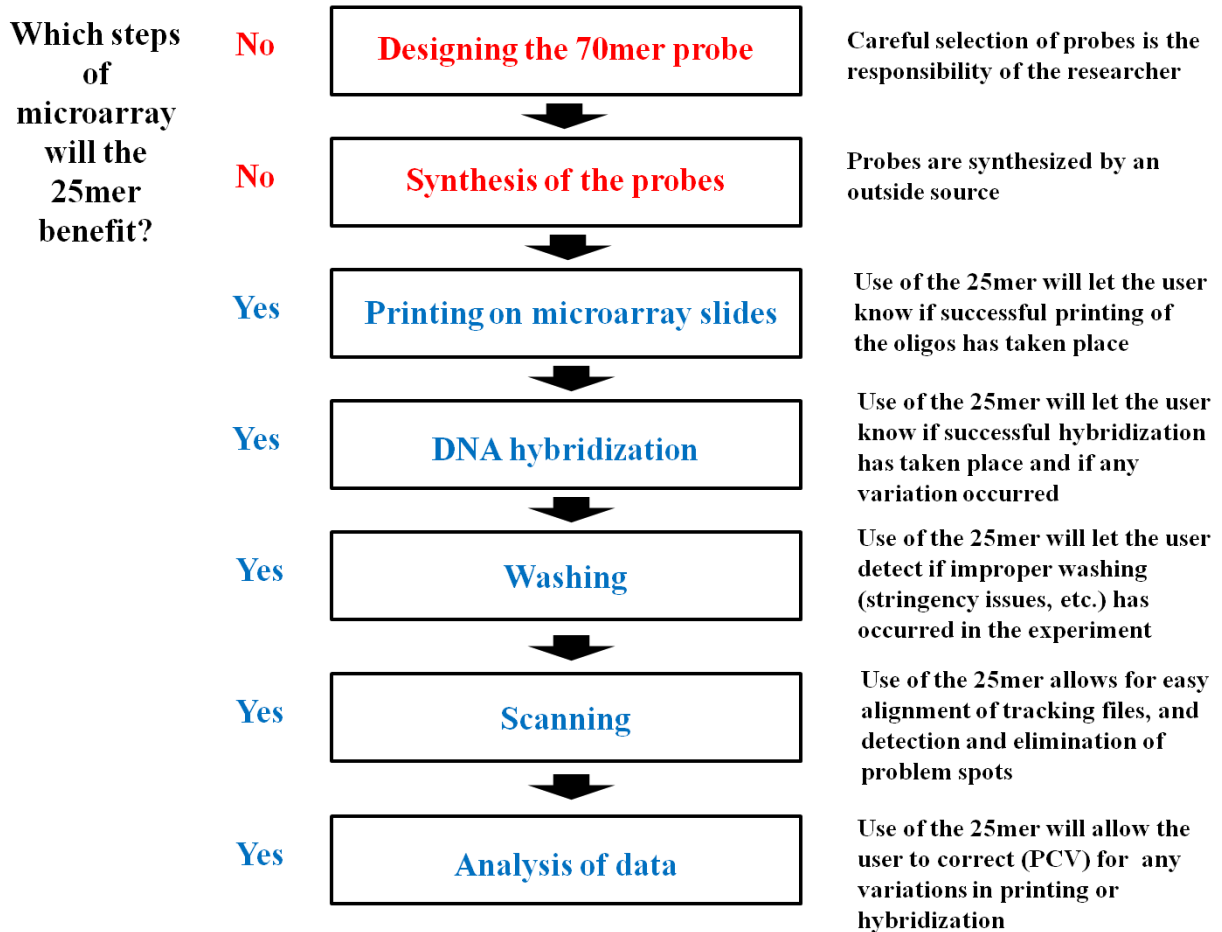 Which steps
of
microarray
will the
25mer
benefit?
No
Designing the 70mer probe
Careful selection of probes is the
responsibility of the researcher
No
Synthesis of the probes
Probes are synthesized by an
outside source
Yes
Printing on microarray slides
Use of the 25mer will let the user
know if successful printing of
the oligos has taken place
Yes
DNA hybridization
Use of the 25mer will let the user
know if successful hybridization
has taken place and if any
variation occurred
Yes
Washing
Use of the 25mer will let the user
detect if improper washing
(stringency issues, etc.) has
occurred in the experiment
Yes
Scanning
Use of the 25mer allows for easy
alignment of tracking files, and
detection and elimination of
problem spots
Yes
Analysis of data
Use of the 25mer will allow the
user to correct (PCV) for any
variations in printing or
hybridization